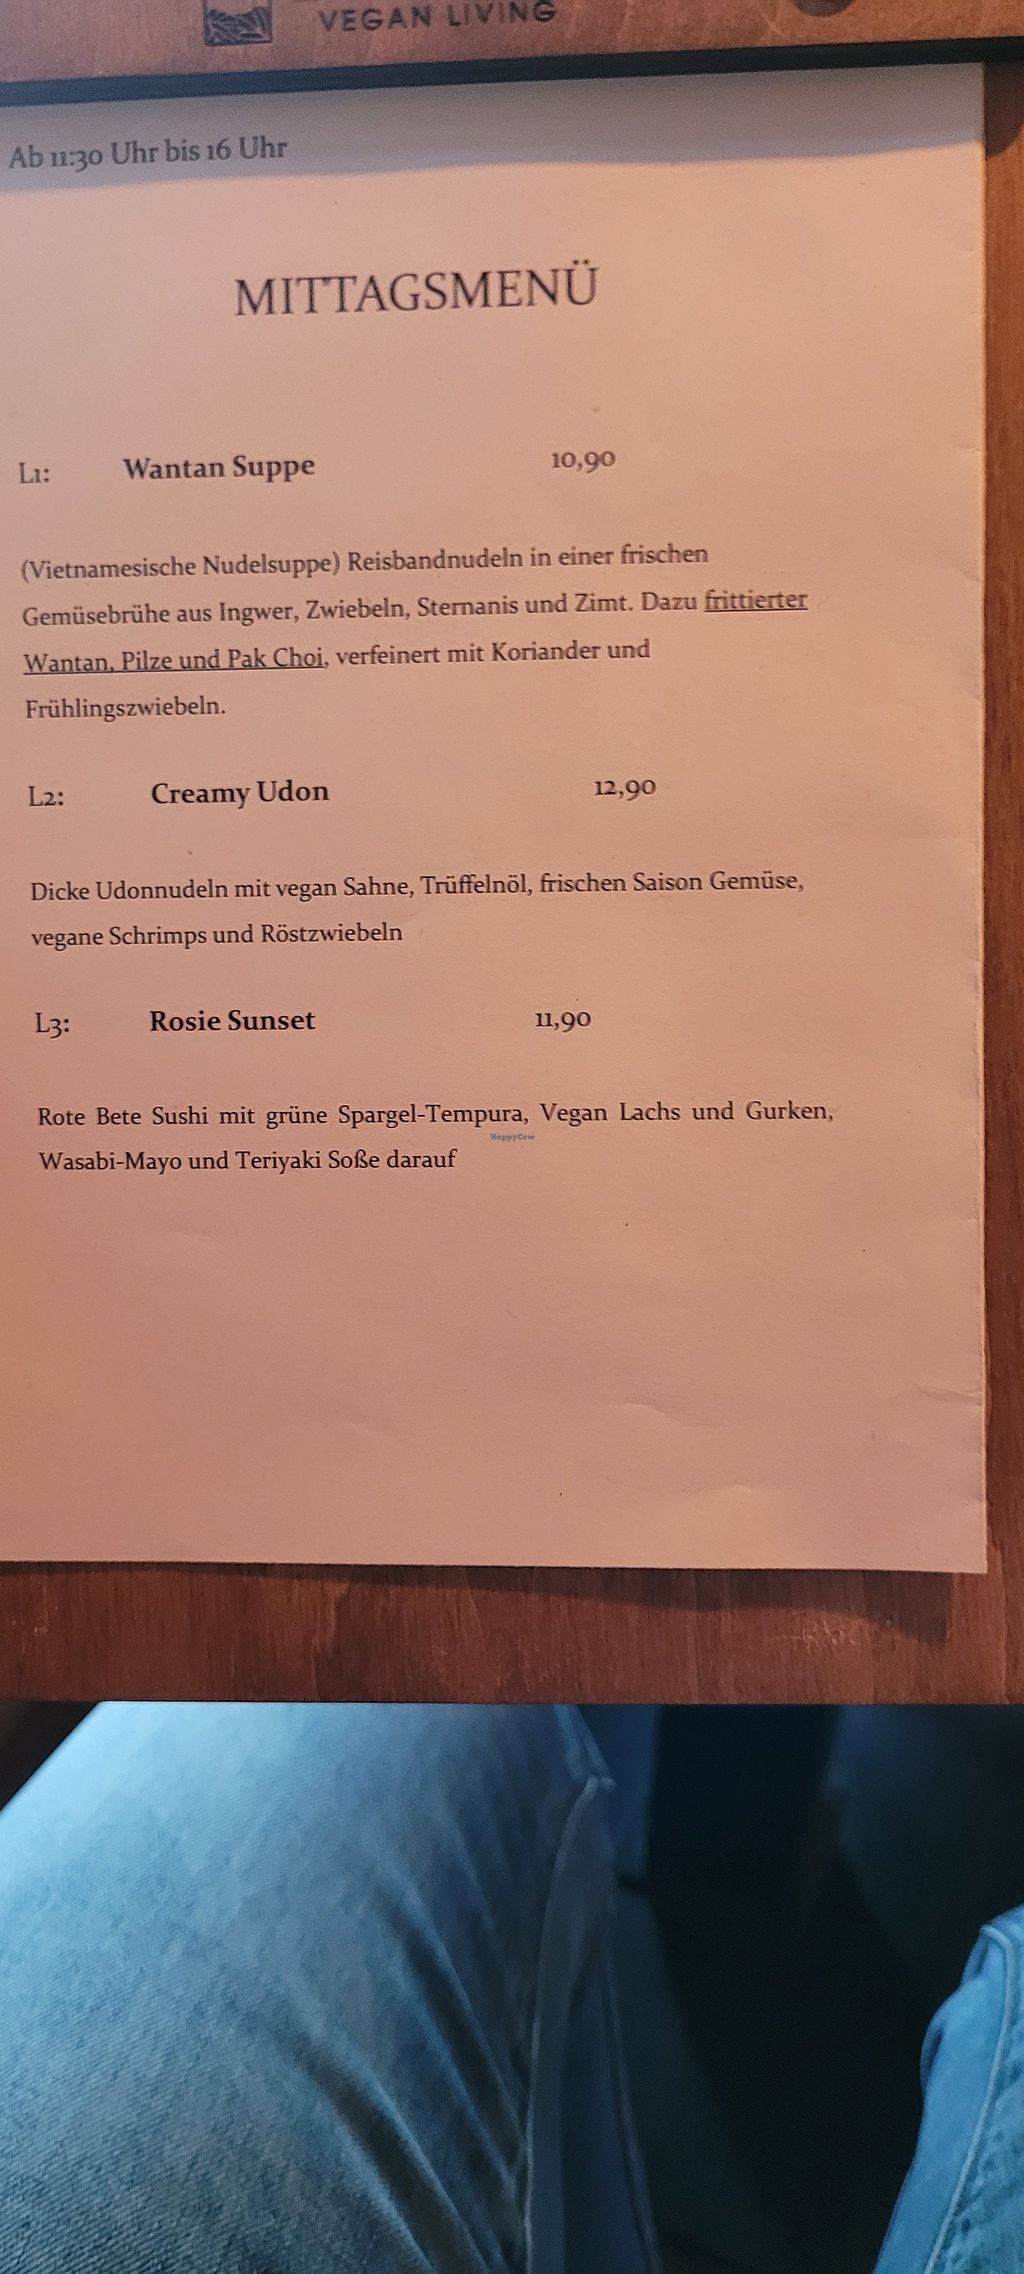 VEGAN LIVING
Ab 11:30 Uhr bis 16 Uhr
MITTAGSMENÜ
L1: Wantan Suppe 10,90
(Vietnamesische Nudelsuppe) Reisbandnudeln in einer frischen
Gemüsebrühe aus Ingwer, Zwiebeln, Sternanis und Zimt. Dazu frittierter
Wantan, Pilze und Pak Choi, verfeinert mit Koriander und
Frühlingszwiebeln.
L2: Creamy Udon 12,90
Dicke Udonnudeln mit vegan Sahne, Trüffelnöl, frischen Saison Gemüse,
vegane Schrimps und Röstzwiebeln
L3: Rosie Sunset 11,90
Rote Bete Sushi mit grüne Spargel-Tempura, Vegan Lachs und Gurken,
HappyCow
Wasabi-Mayo und Teriyaki Soße darauf